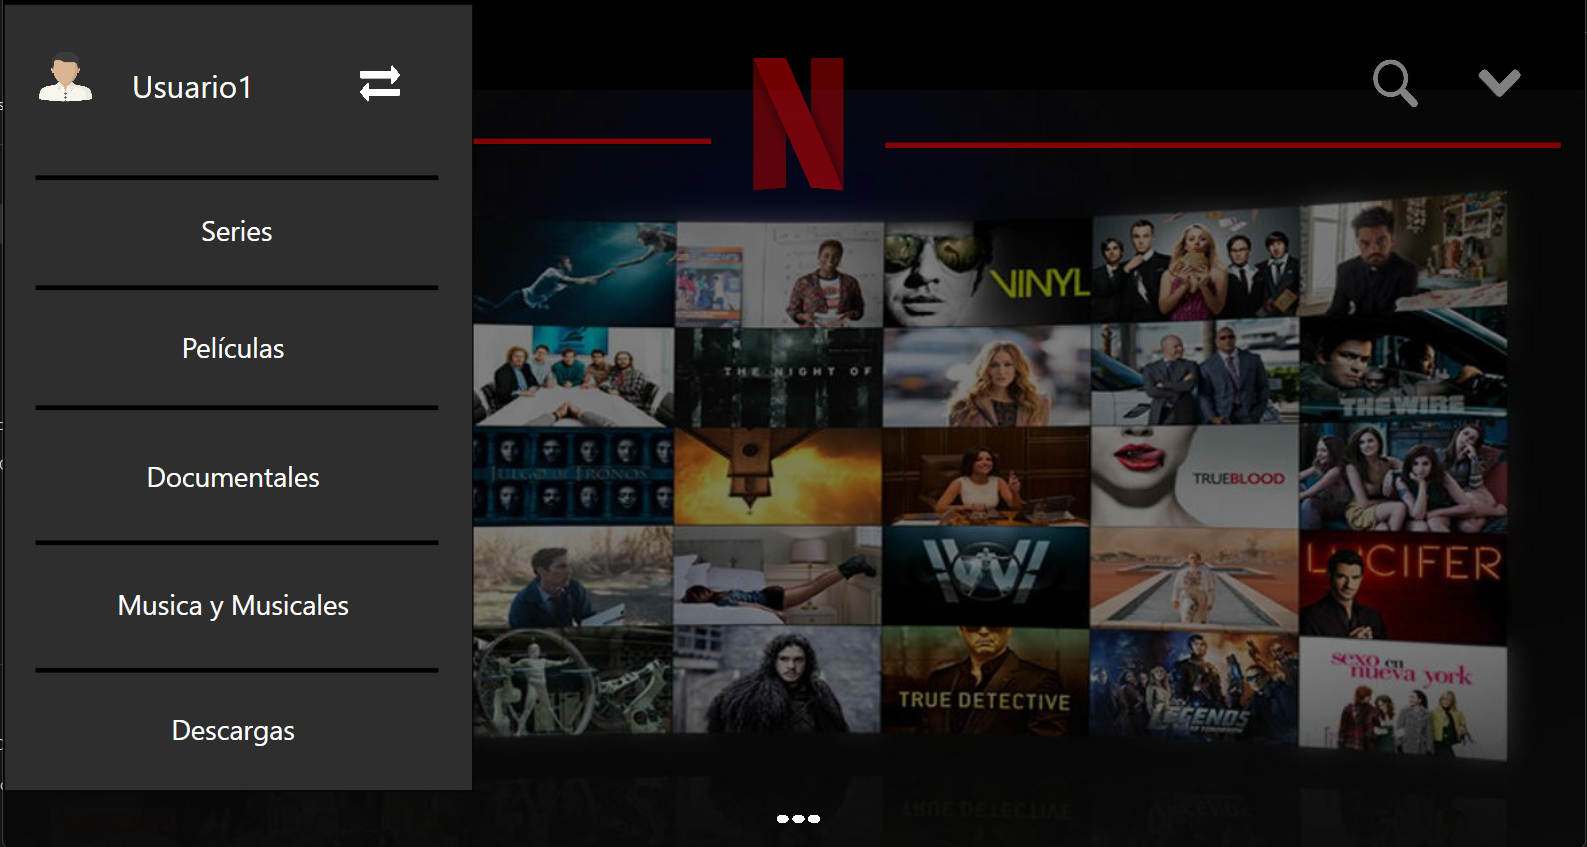 Usuario1
Series
Películas
Documentales
Musica y Musicales
Descargas
N
VINYL
THE NIGHT OF
THE WIRE
JUEGO DE TRONOS
TRUEBLOOD
LUCIFER
TRUE DETECTIVE
LEGENDS
sexo en
nueva york